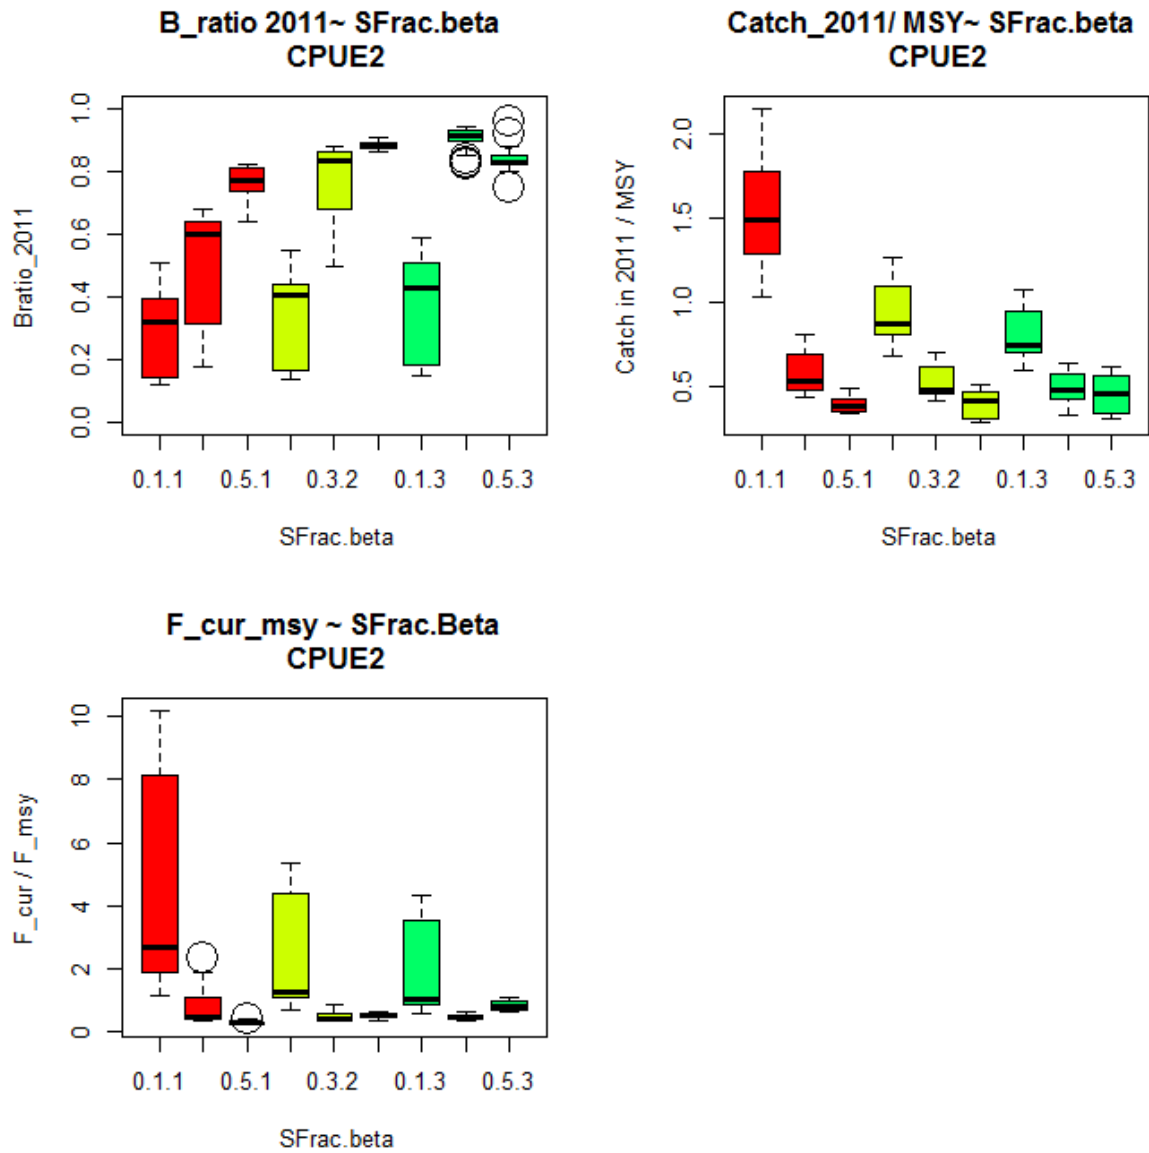 B_ratio 2011~ SFrac.beta
CPUE2
Bratio_2011
1.0
0.8
0.6
0.4
0.2
0.0
0.1.1 0.5.1 0.3.2 0.1.3 0.5.3
SFrac.beta
Catch_2011/ MSY~ SFrac.beta
CPUE2
Catch in 2011 / MSY
2.0
1.5
1.0
0.5
0.1.1 0.5.1 0.3.2 0.1.3 0.5.3
SFrac.beta
F_cur_msy ~ SFrac.Beta
CPUE2
F_cur / F_msy
10
8
6
4
2
0
0.1.1 0.5.1 0.3.2 0.1.3 0.5.3
SFrac.beta